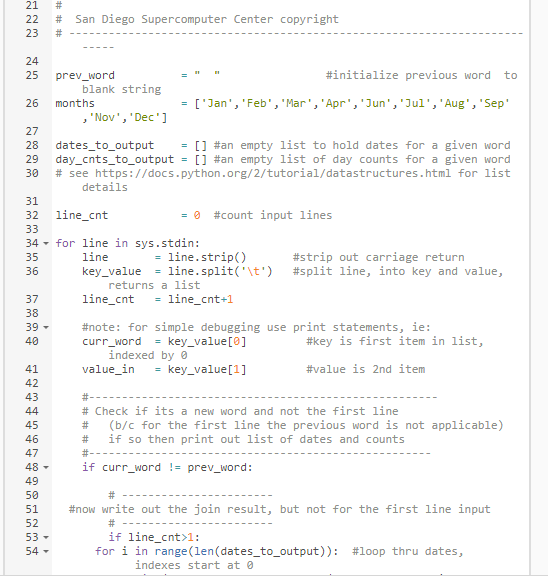 21 #
22 #  San Diego Supercomputer Center copyright
23 # --------------------------------------------------------------------
-----
24
25 prev_word          = "  "                #initialize previous word  to
blank string
26 months             = ['Jan','Feb','Mar','Apr','Jun','Jul','Aug','Sep'
,'Nov','Dec']
27
28 dates_to_output    = [] #an empty list to hold dates for a given word
29 day_cnts_to_output = [] #an empty list of day counts for a given word
30 # see https://docs.python.org/2/tutorial/datastructures.html for list
details
31
32 line_cnt           = 0  #count input lines
33
34 for line in sys.stdin:
35     line       = line.strip()       #strip out carriage return
36     key_value  = line.split('\t')   #split line, into key and value,
returns a list
37     line_cnt   = line_cnt+1
38
39     #note: for simple debugging use print statements, ie:
40     curr_word  = key_value[0]         #key is first item in list,
indexed by 0
41     value_in   = key_value[1]         #value is 2nd item
42
43     #----------------------------------------------------
44     # Check if its a new word and not the first line
45     #   (b/c for the first line the previous word is not applicable)
46     #   if so then print out list of dates and counts
47     #---------------------------------------------------
48     if curr_word != prev_word:
49
50         # -----------------------
51   #now write out the join result, but not for the first line input
52         # -----------------------
53         if line_cnt>1:
54       for i in range(len(dates_to_output)):  #loop thru dates,
indexes start at 0